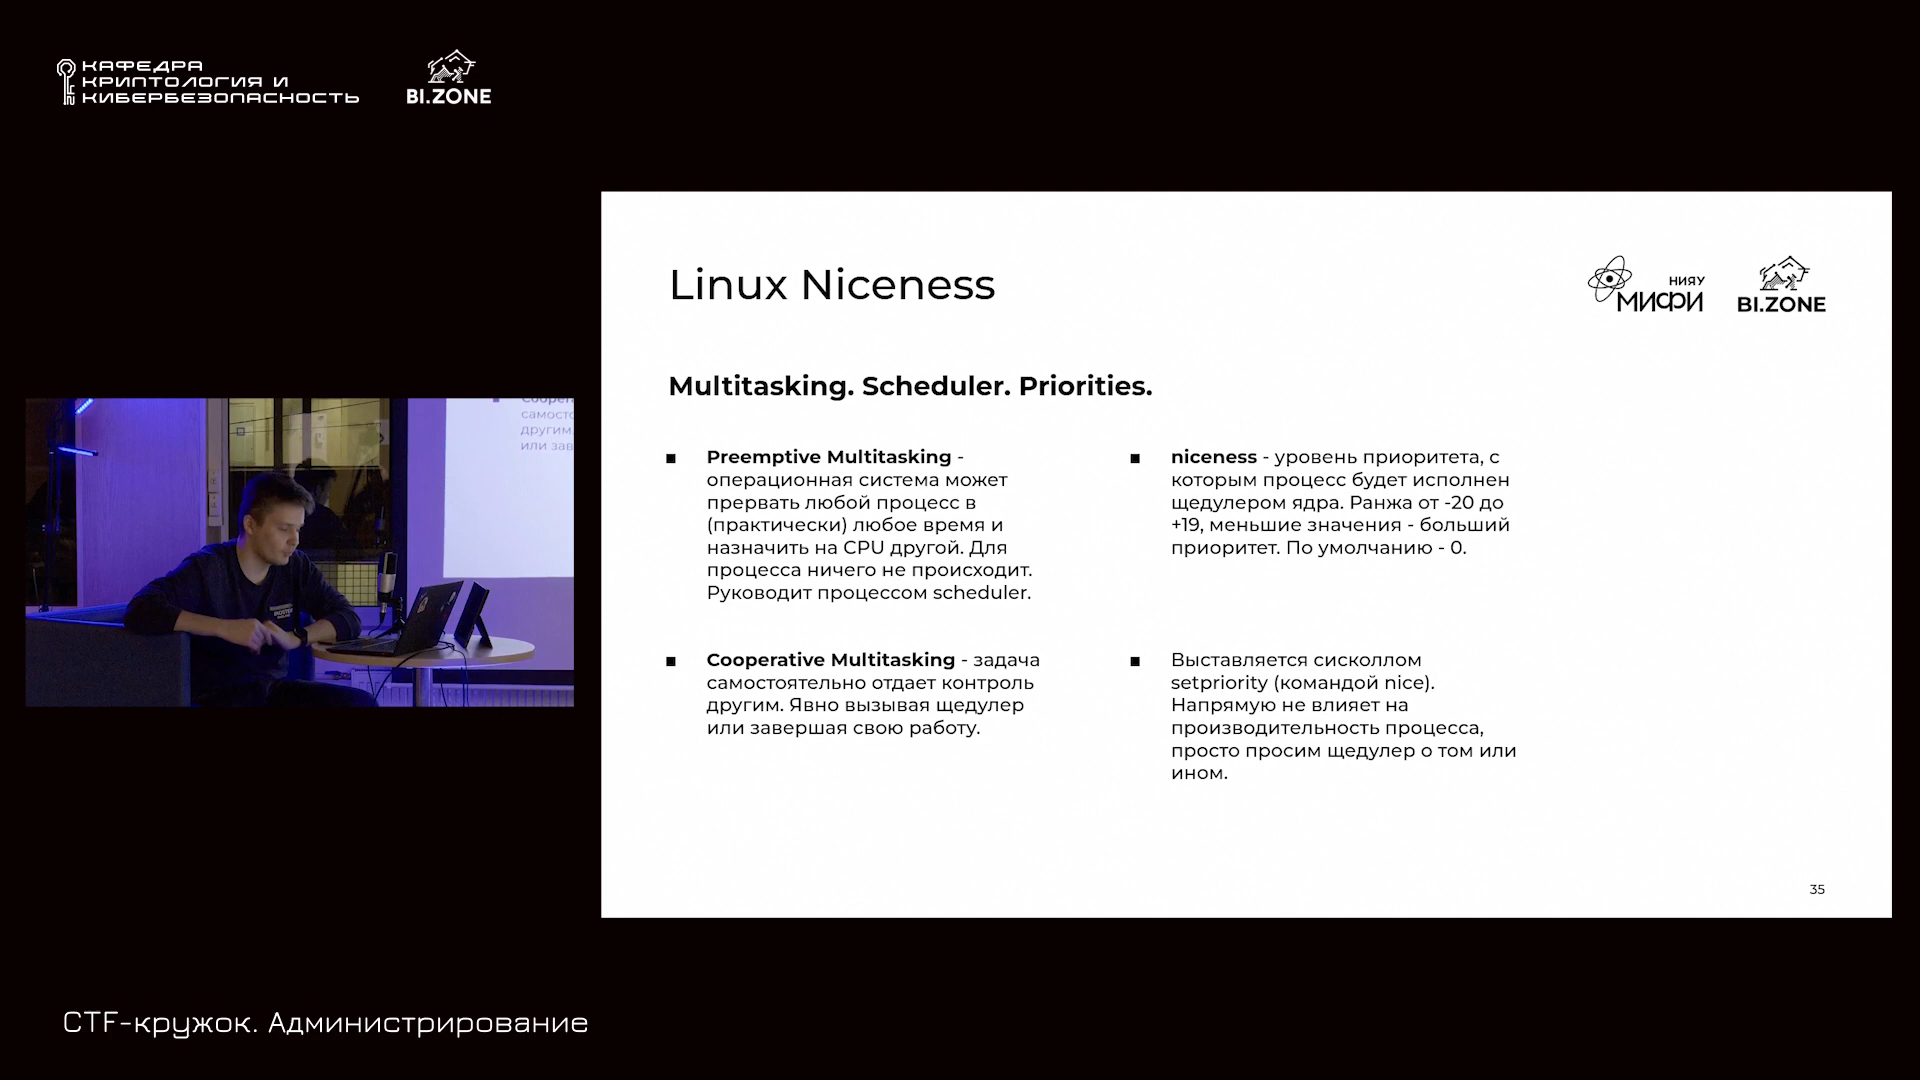 КАФЕДРА
КРИПТОЛОГИЯ И
КИБЕРБЕЗОПАСНОСТЬ
BI.ZONE
Linux Niceness
НИЯУ
МИФИ
BI.ZONE
Multitasking. Scheduler. Priorities.
Preemptive Multitasking -
операционная система может
прервать любой процесс в
(практически) любое время и
назначить на CPU другой. Для
процесса ничего не происходит.
Руководит процессом scheduler.
Cooperative Multitasking - задача
самостоятельно отдает контроль
другим. Явно вызывая щедулер
или завершая свою работу.
niceness - уровень приоритета, с
которым процесс будет исполнен
щедулером ядра. Ранжа от -20 до
+19, меньшие значения - больший
приоритет. По умолчанию - 0.
Выставляется сисколлом
setpriority (командой nice).
Напрямую не влияет на
производительность процесса,
просто просим щедулер о том или
ином.
35
самосто
другим.
или зав
CTF-кружок. Администрирование